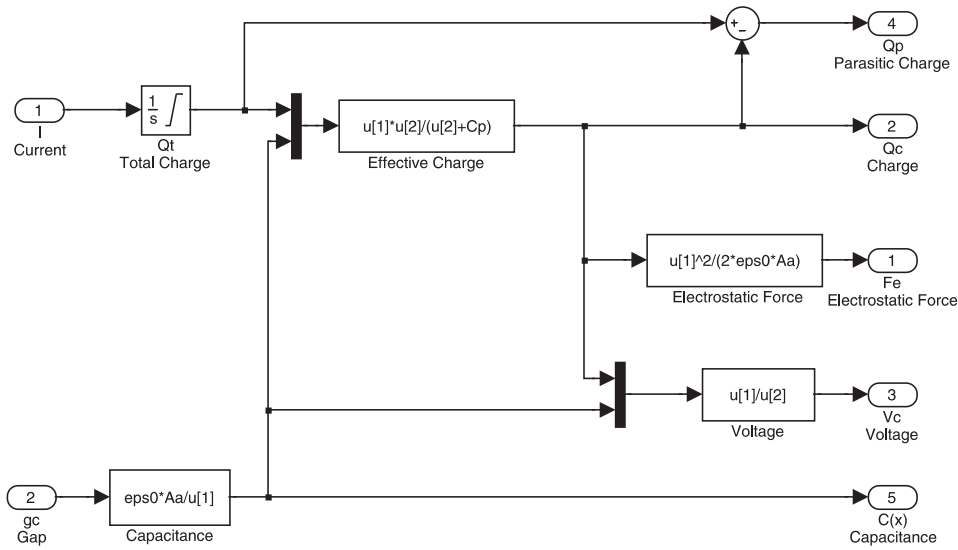 +
-
4
Qp
Parasitic Charge
1
I
Current
1
s
Qt
Total Charge
u[1]*u[2]/(u[2]+Cp)
Effective Charge
2
Qc
Charge
u[1]^2/(2*eps0*Aa)
Electrostatic Force
1
Fe
Electrostatic Force
u[1]/u[2]
Voltage
3
Vc
Voltage
2
gc
Gap
eps0*Aa/u[1]
Capacitance
5
C(x)
Capacitance